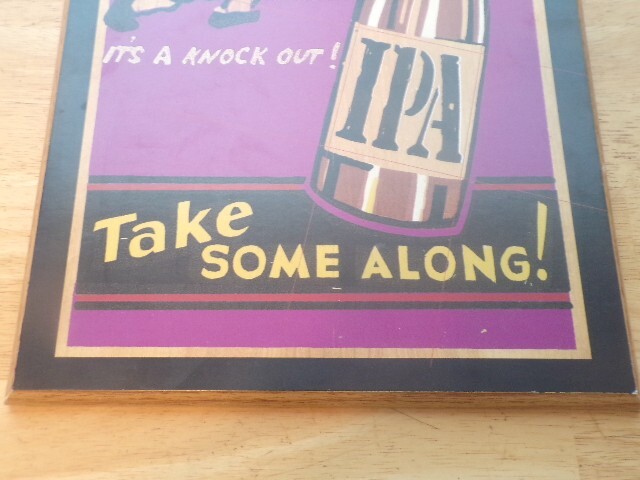 IT'S A KNOCK OUT!
IPA
Take
SOME ALONG!